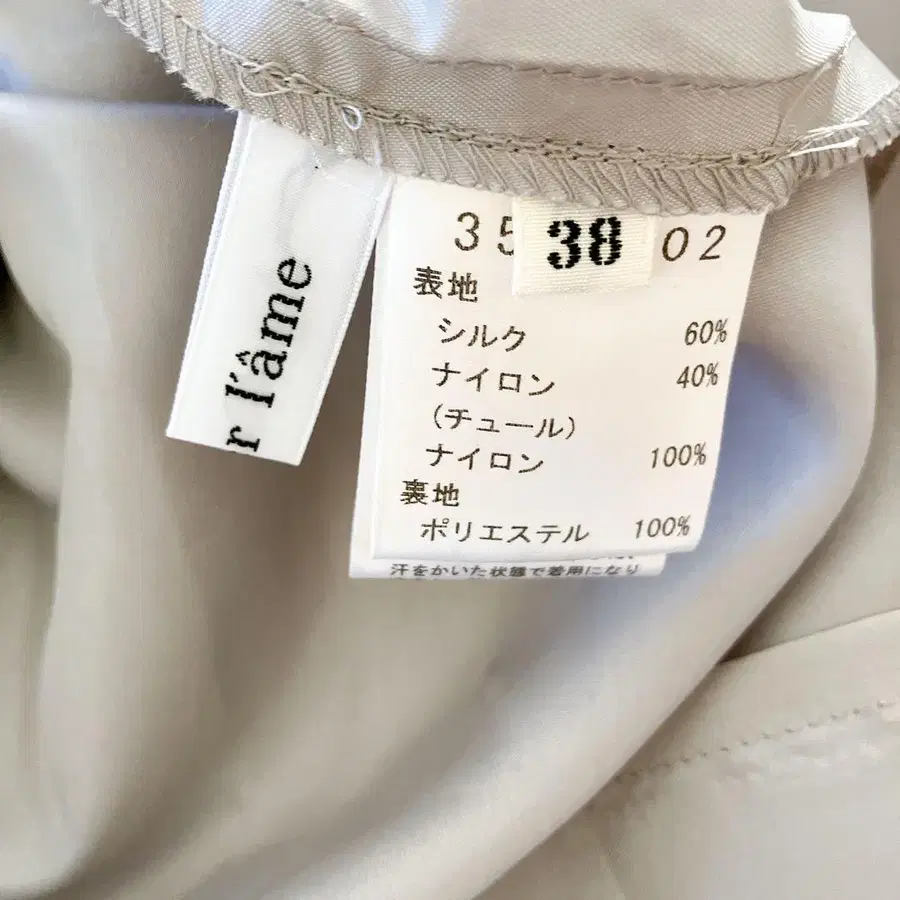 r l'âme
35
38
02
表地
シルク 60%
ナイロン 40%
(チュール)
ナイロン 100%
裏地
ポリエステル 100%
汗をかいた状態で着用になり